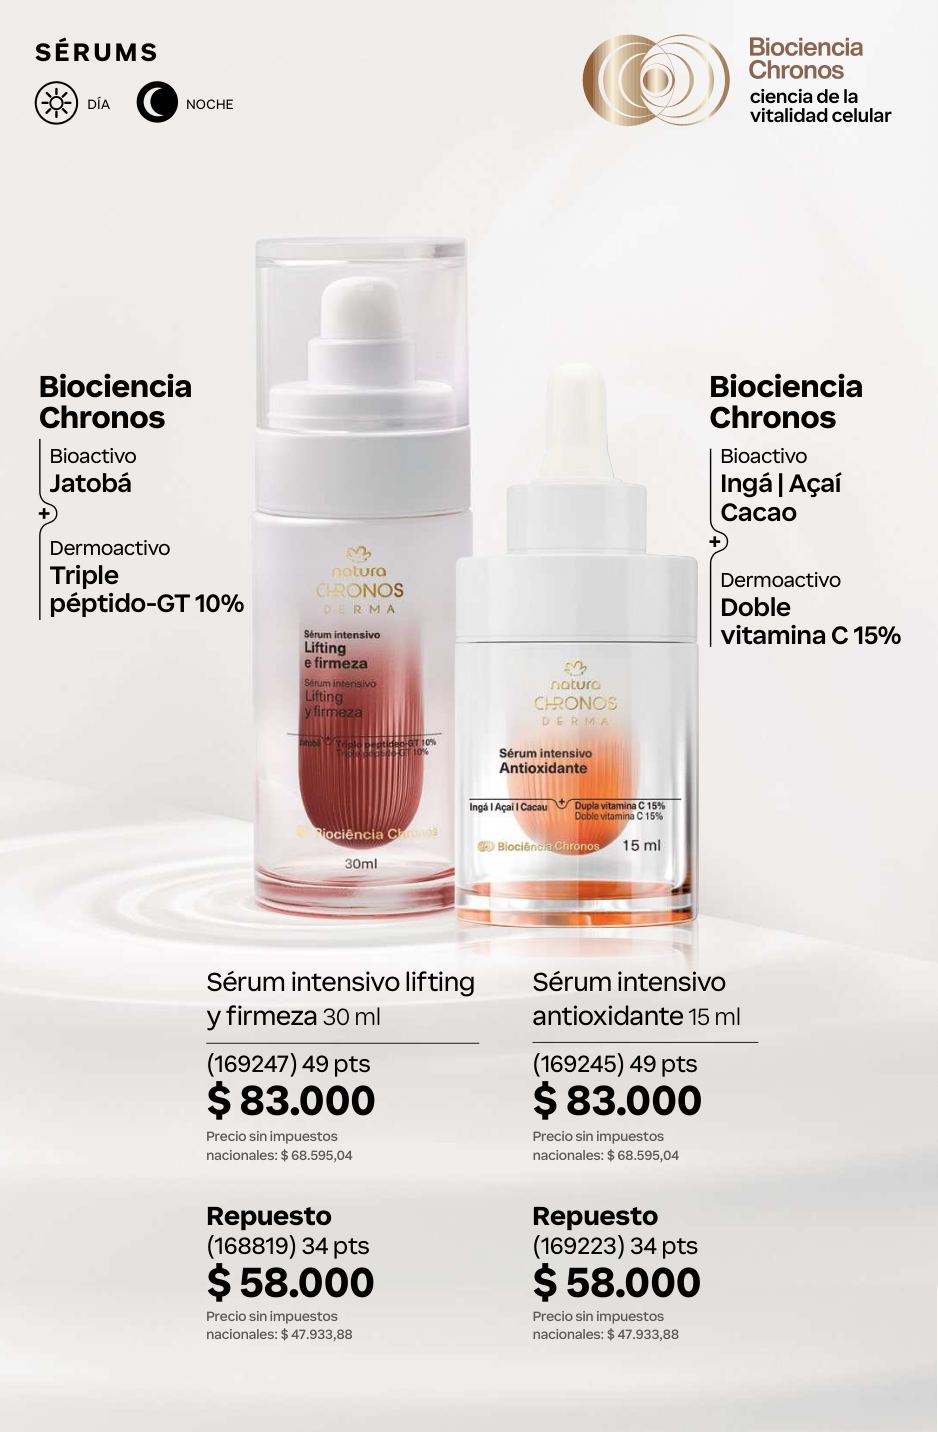 SÉRUMS
DÍA
NOCHE
Biociencia
Chronos
ciencia de la
vitalidad celular
Biociencia
Chronos
Bioactivo
Jatobá
+
Dermoactivo
Triple
péptido-GT 10%
Biociencia
Chronos
Bioactivo
Ingá | Açaí
Cacao
+
Dermoactivo
Doble
vitamina C 15%
natura
CHRONOS
DERMA
Sérum intensivo
Lifting
e firmeza
Sérum intensivo
Lifting
y firmeza
Jatobá + Triplo peptídeo-GT 10%
Triple péptido-GT 10%
Biociência Chronos
30ml
natura
CHRONOS
DERMA
Sérum intensivo
Antioxidante
Ingá I Açaí I Cacau + Dupla vitamina C 15%
Doble vitamina C 15%
Biociência Chronos
15 ml
Sérum intensivo lifting
y firmeza 30 ml
(169247) 49 pts
$ 83.000
Precio sin impuestos
nacionales: $ 68.595,04
Repuesto
(168819) 34 pts
$ 58.000
Precio sin impuestos
nacionales: $ 47.933,88
Sérum intensivo
antioxidante 15 ml
(169245) 49 pts
$ 83.000
Precio sin impuestos
nacionales: $ 68.595,04
Repuesto
(169223) 34 pts
$ 58.000
Precio sin impuestos
nacionales: $ 47.933,88